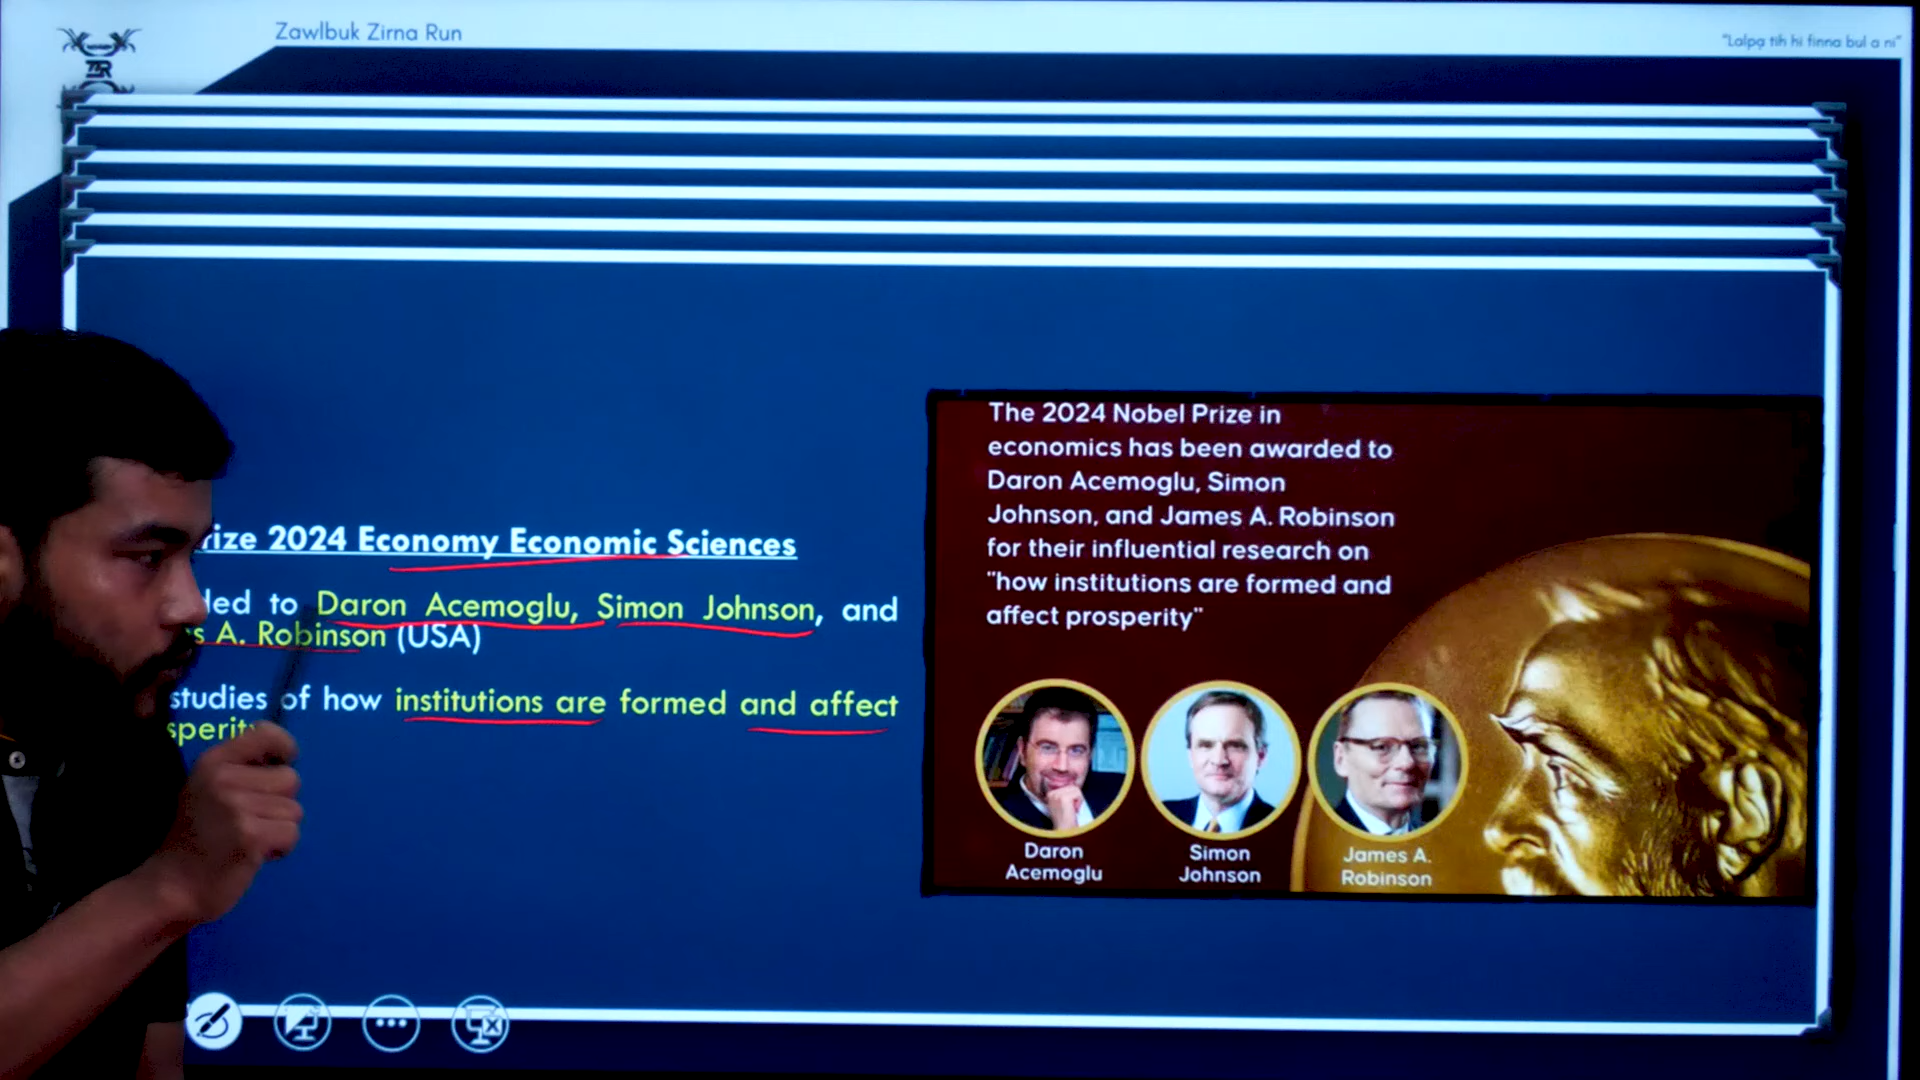 Zawlbuk Zirna Run
"Lalpa tih hi finna bul a ni"
ZR
rize 2024 Economy Economic Sciences
led to Daron Acemoglu, Simon Johnson, and
s A. Robinson (USA)
studies of how institutions are formed and affect
sperity
The 2024 Nobel Prize in
economics has been awarded to
Daron Acemoglu, Simon
Johnson, and James A. Robinson
for their influential research on
"how institutions are formed and
affect prosperity"
Daron
Acemoglu
Simon
Johnson
James A.
Robinson